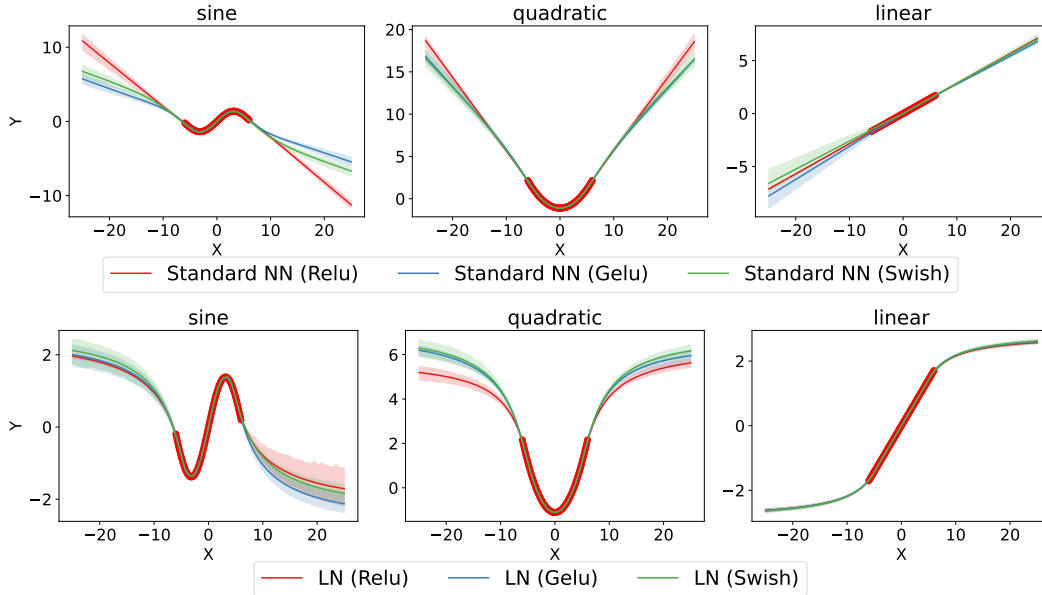 sine quadratic linear
10
0
−10
Y
−20 −10 0 10 20
X
20
15
10
5
0
−20 −10 0 10 20
X
5
0
−5
−20 −10 0 10 20
X
Standard NN (Relu) Standard NN (Gelu) Standard NN (Swish)
sine quadratic linear
2
0
−2
Y
−20 −10 0 10 20
X
6
4
2
0
−20 −10 0 10 20
X
2
0
−2
−20 −10 0 10 20
X
LN (Relu) LN (Gelu) LN (Swish)